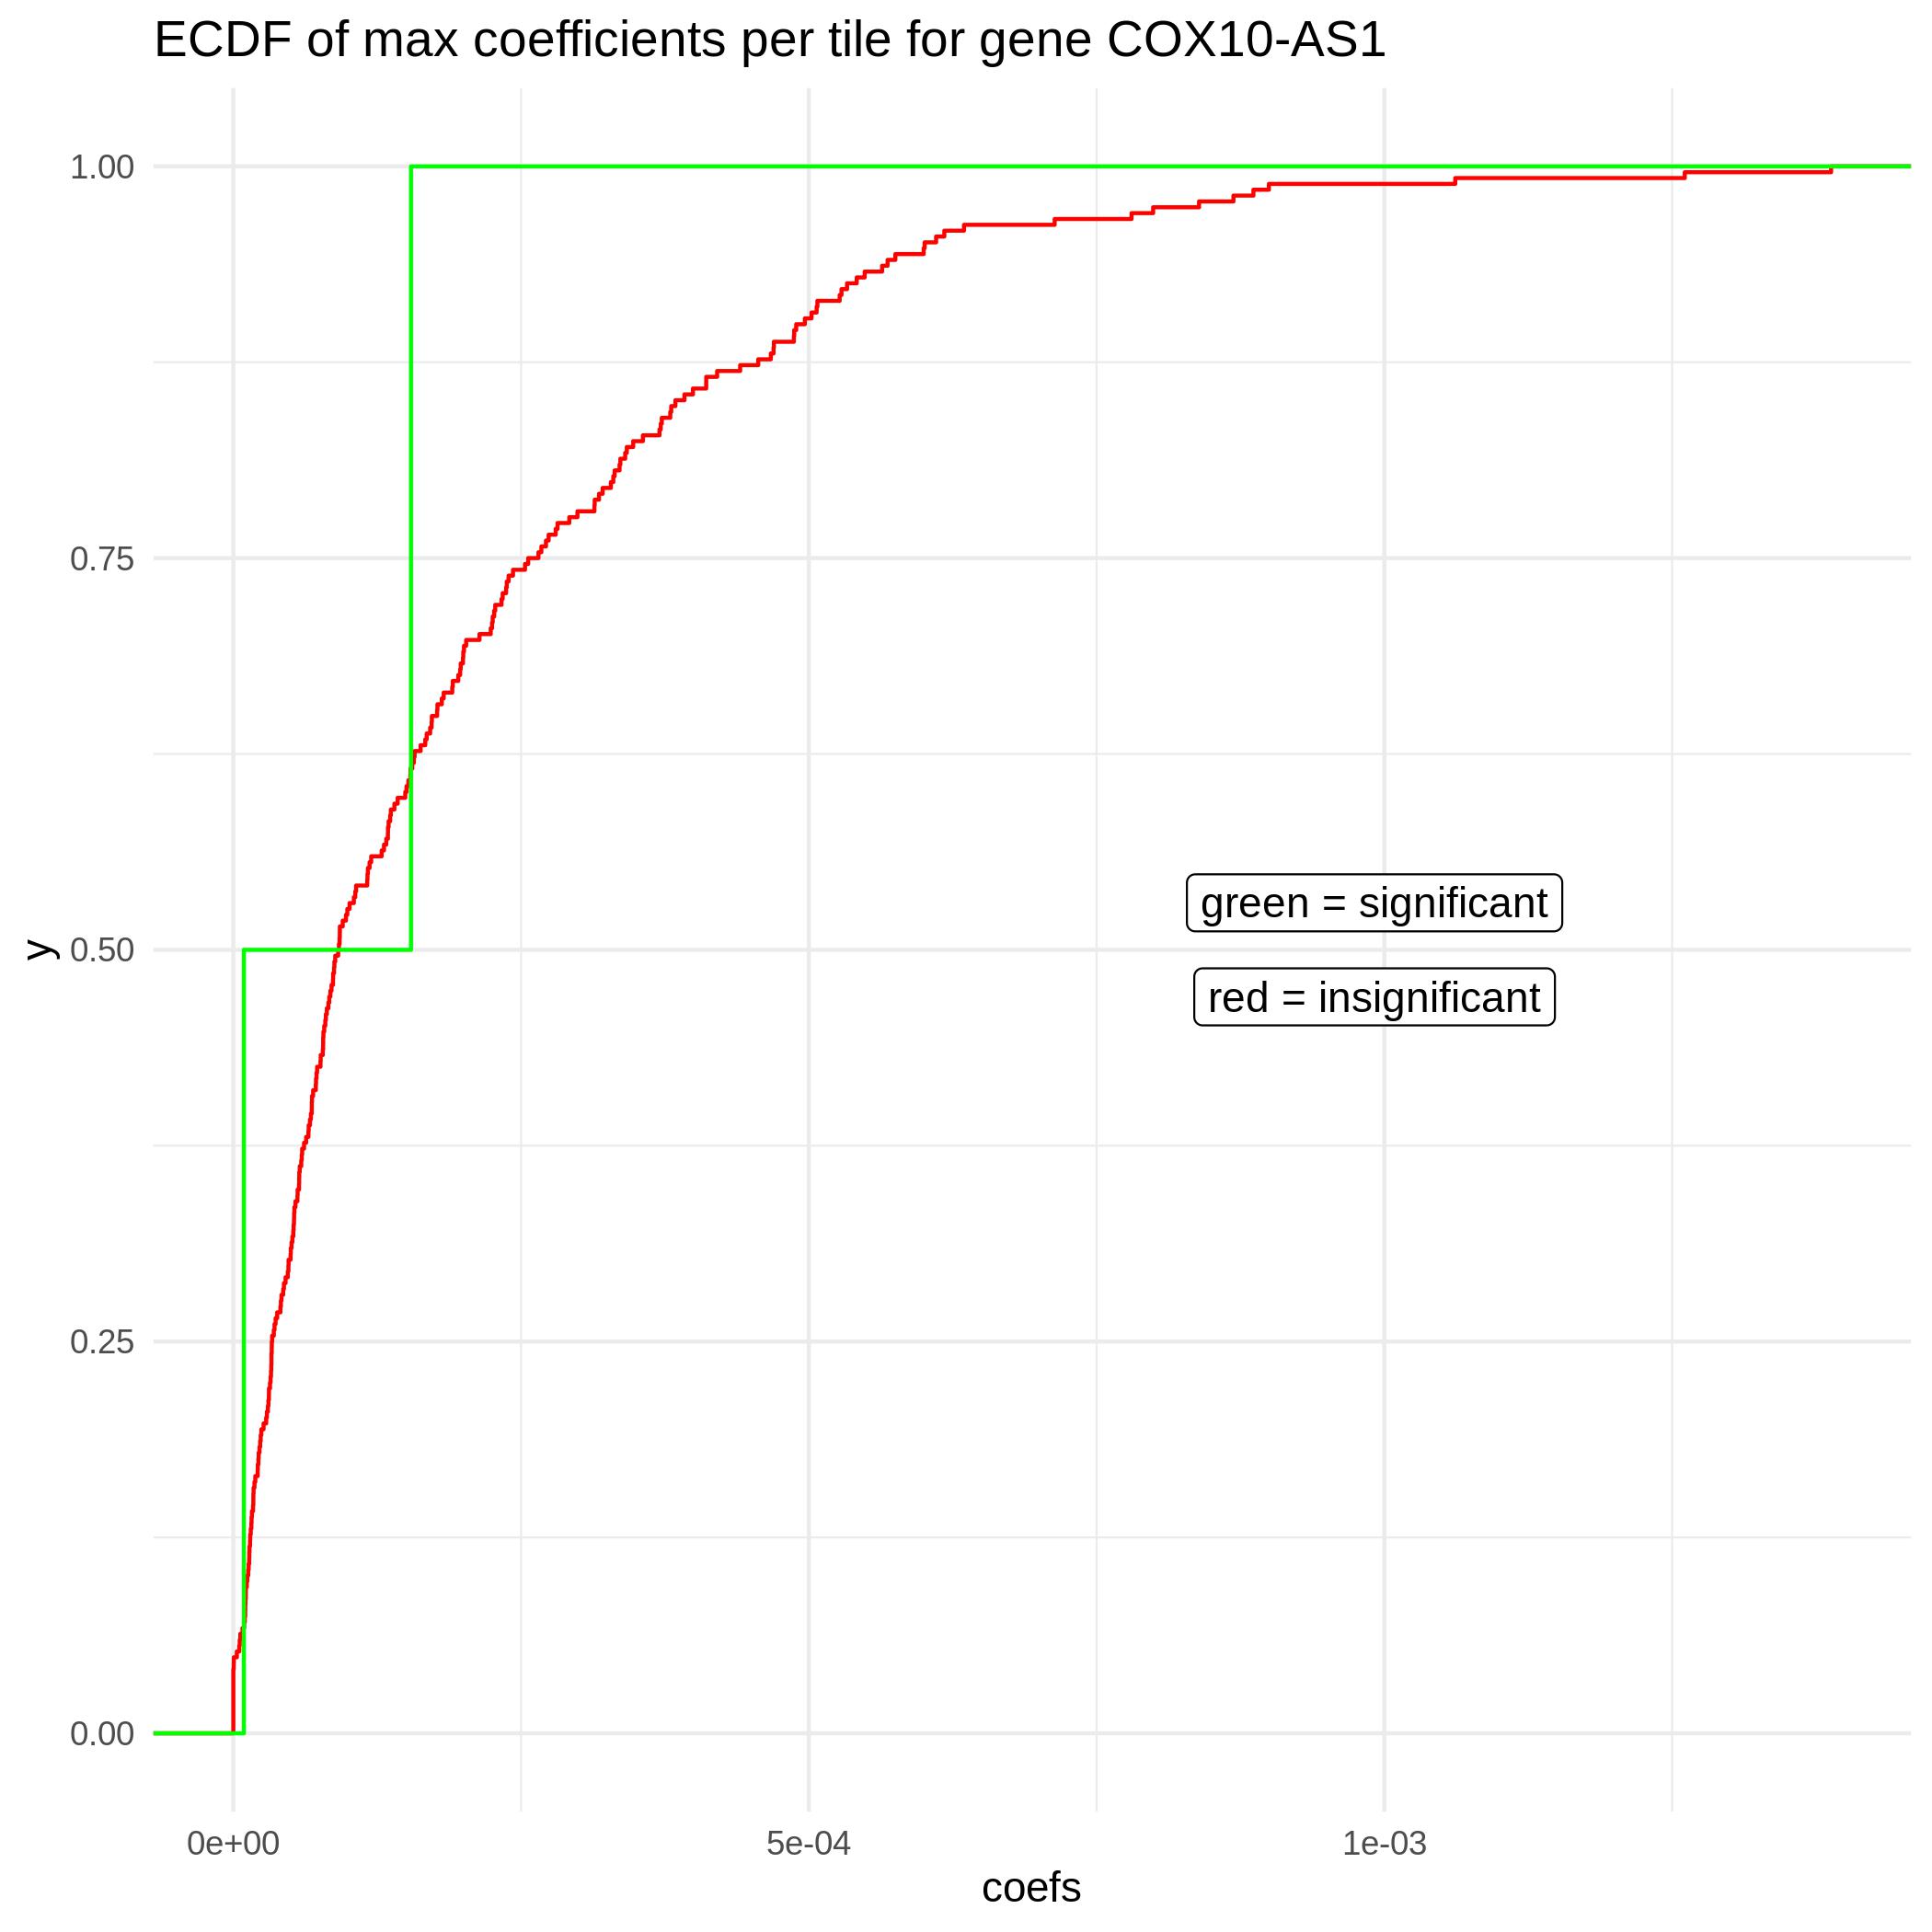 ECDF of max coefficients per tile for gene COX10-AS1
1.00
0.75
0.50
0.25
0.00
y
green = significant
red = insignificant
0e+00
5e-04
1e-03
coefs